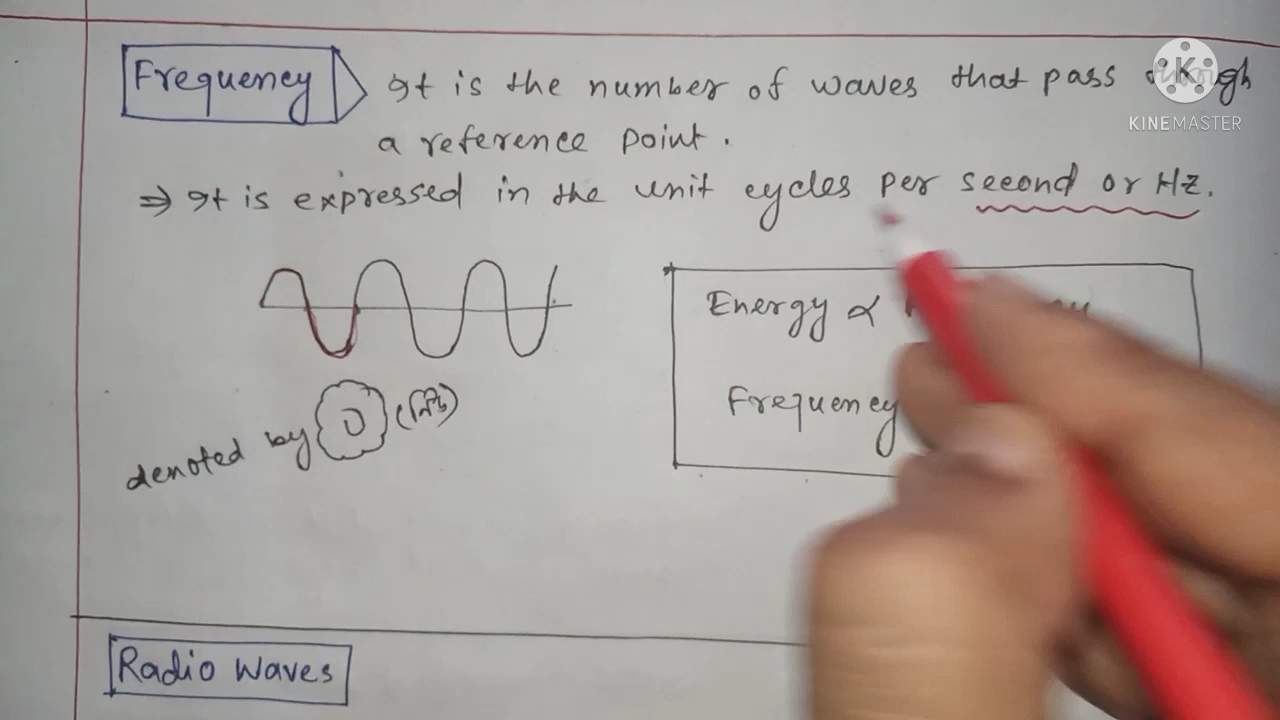 Frequency It is the number of waves that pass
a reference point.
⇒ It is expressed in the unit cycles per second or Hz.
Energy ∝
Frequency
denoted by υ
Radio Waves
K
KINEMASTER